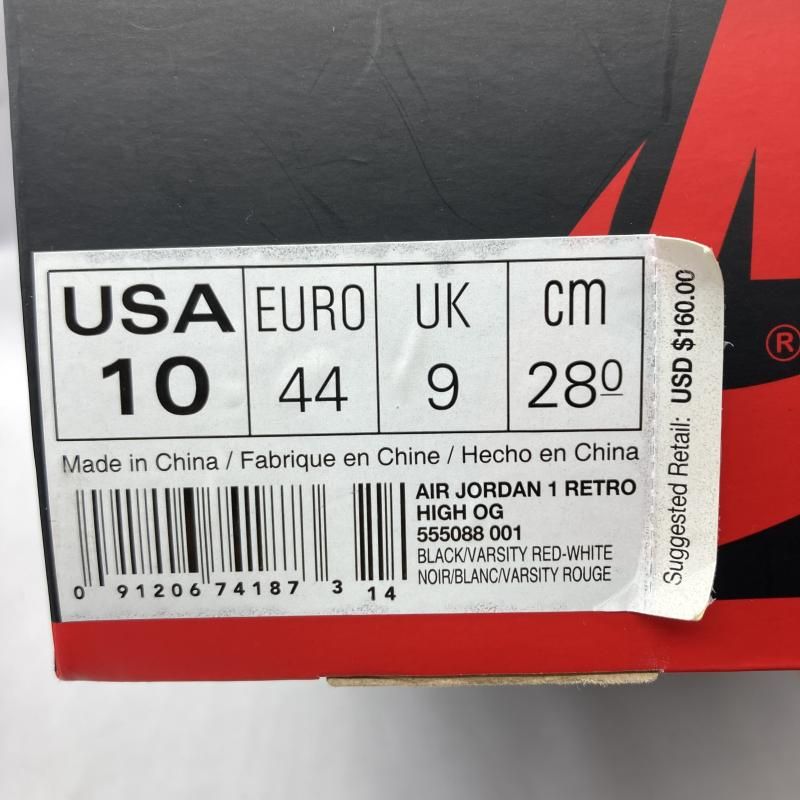 USA EURO UK cm
10 44 9 280
Made in China / Fabrique en Chine / Hecho en China
AIR JORDAN 1 RETRO
HIGH OG
555088 001
BLACK/VARSITY RED-WHITE
NOIR/BLANC/VARSITY ROUGE
0 91206 74187 3 14
Suggested Retail: USD $160.00
®